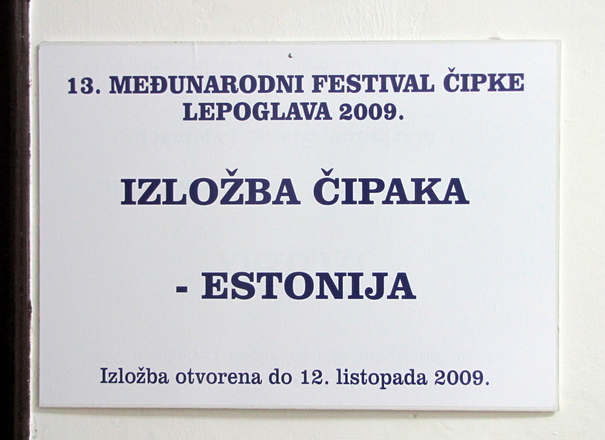 13. MEĐUNARODNI FESTIVAL ČIPKE
LEPOGLAVA 2009.
IZLOŽBA ČIPAKA
- ESTONIJA
Izložba otvorena do 12. listopada 2009.